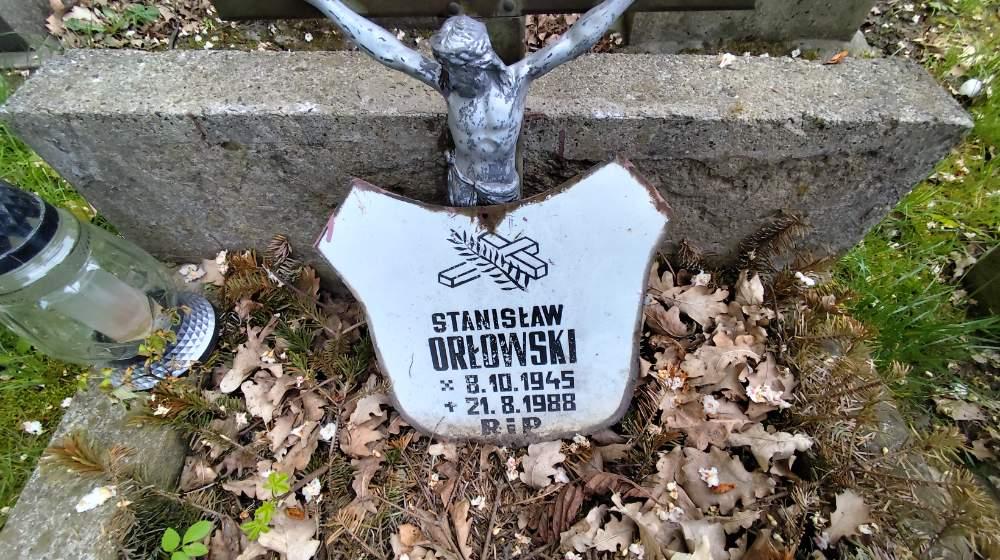 STANISŁAW
ORŁOWSKI
* 8.10.1945
+ 21.8.1988
RiP